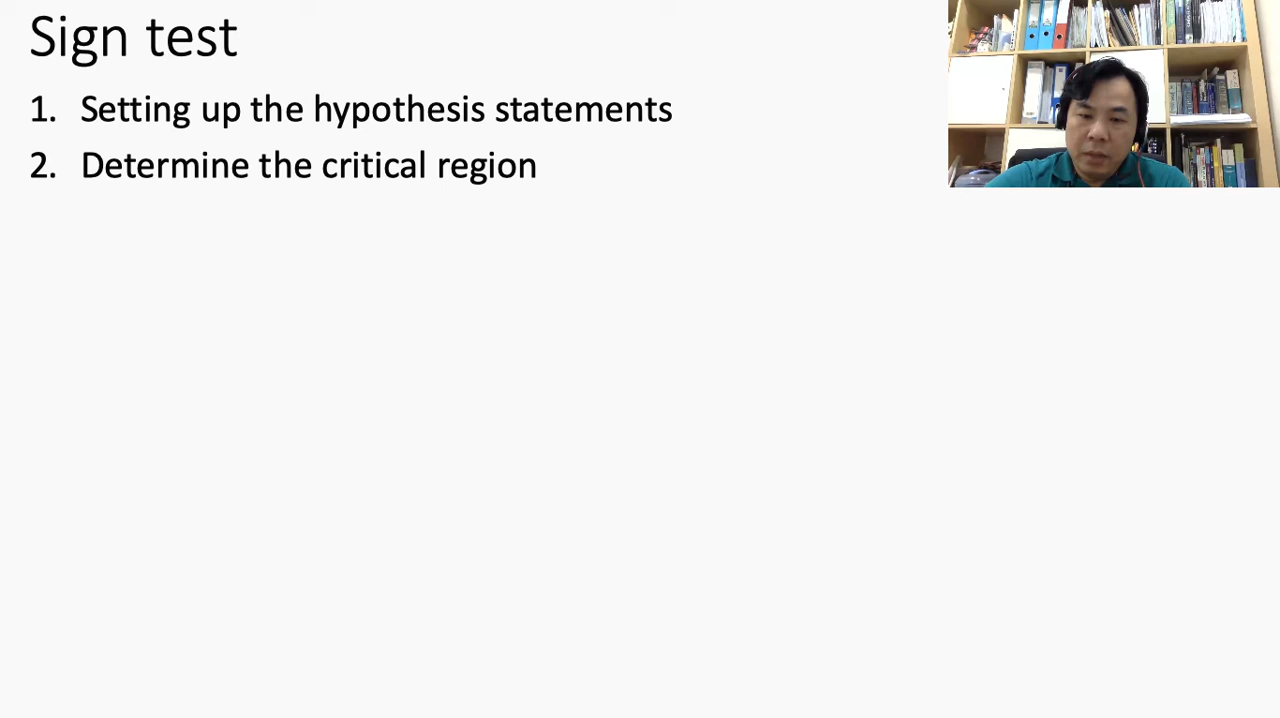 Sign test
1. Setting up the hypothesis statements
2. Determine the critical region